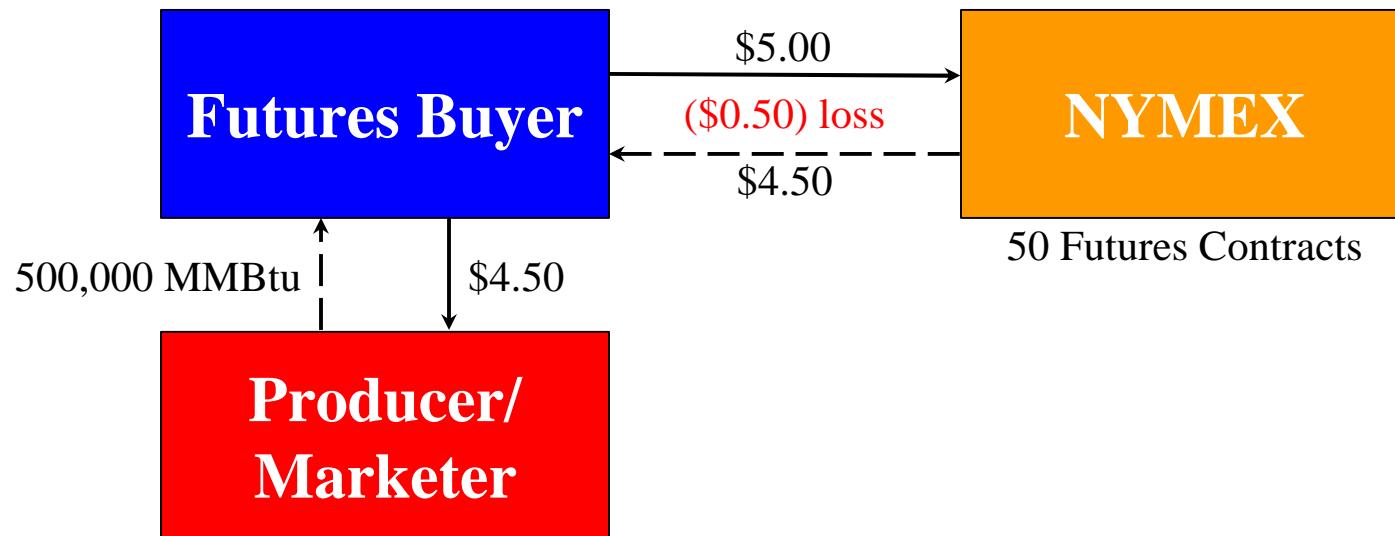 $5.00
Futures Buyer
($0.50) loss
NYMEX
$4.50
50 Futures Contracts
500,000 MMBtu
$4.50
Producer/
Marketer